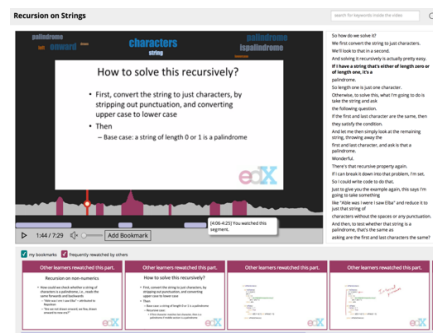 Recursion on Strings
search for keywords inside the video
palindrome
onward
characters
string
palindrome
ispalindrome
How to solve this recursively?
• First, convert the string to just characters, by
stripping out punctuation, and converting
upper case to lower case
• Then
– Base case: a string of length 0 or 1 is a palindrome
edX
[4:06-4:25] You watched this
segment.
1:44 / 7:29
Add Bookmark
So how do we solve it?
We first convert the string to just characters.
We'll look to that in a second.
And solving it recursively is actually pretty easy.
If I have a string that's either of length zero or
of length one, it's a
palindrome.
So length one is just one character.
Otherwise, to solve this, what I'm going to do is
take the string and ask
the following question.
If the first and last character are the same, then
they satisfy the condition.
And let me then simply look at the remaining
string, throwing away the
first and last character, and ask is that a
palindrome.
Wonderful.
There's that recursive property again.
If I can break it down into that problem, I'm set.
So I could write code to do that.
Just to give you the example again, this says I'm
going to take something
like "Able was I ere I saw Elba" and reduce it to
just that string of
characters without the spaces or any punctuation.
And then, to test whether that string is a
palindrome, that's the same as
asking are the first and last characters the same?
my bookmarks
frequently rewatched by others
Other learners rewatched this part.
Other learners rewatched this part.
Other learners rewatched this part.
Other learners rewatched this part.
Recursion on non-numerics
How to solve this recursively?
edX
edX
edX
edX